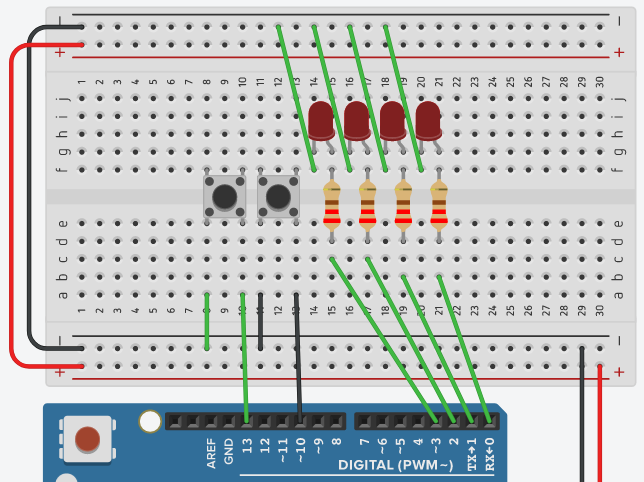 − −
+ +
1 2 3 4 5 6 7 8 9 10 11 12 13 14 15 16 17 18 19 20 21 22 23 24 25 26 27 28 29 30
j j
i i
h h
g g
f f
e e
d d
c c
b b
a a
1 2 3 4 5 6 7 8 9 10 11 12 13 14 15 16 17 18 19 20 21 22 23 24 25 26 27 28 29 30
− −
+ +
AREF GND 13 12 ~11 ~10 ~9 8 7 ~6 ~5 4 ~3 2 TX→1 RX←0
DIGITAL (PWM~)